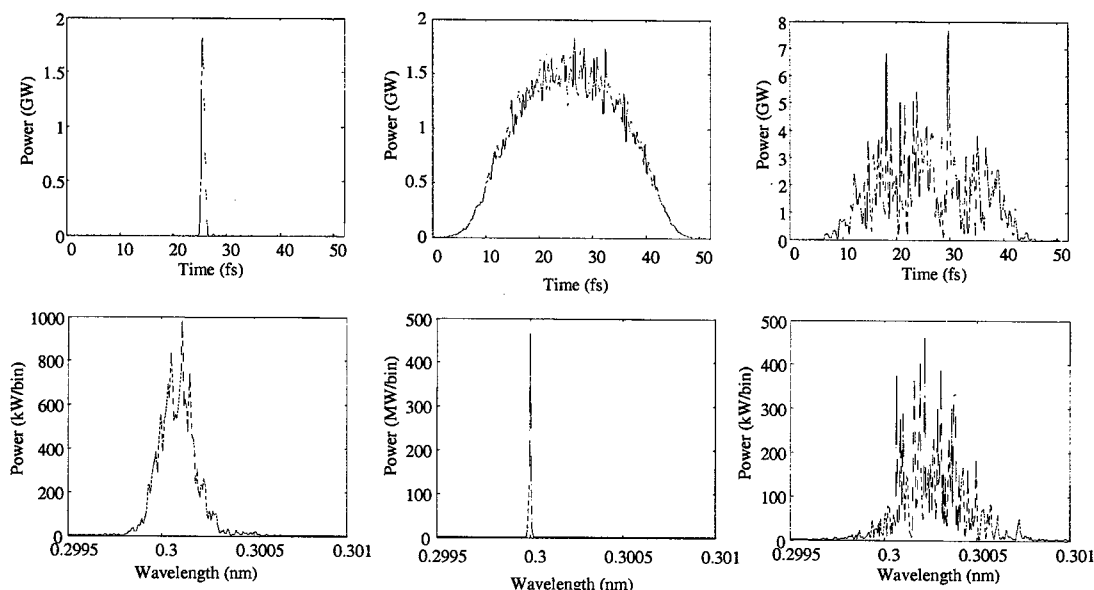 2
1.5
Power (GW)
1
0.5
0
0 10 20 30 40 50
Time (fs)
2
1.5
Power (GW)
1
0.5
0
0 10 20 30 40 50
Time (fs)
8
7
6
5
Power (GW)
4
3
2
1
0
0 10 20 30 40 50
Time (fs)
1000
800
Power (kW/bin)
600
400
200
0
0.2995 0.3 0.3005 0.301
Wavelength (nm)
500
400
Power (MW/bin)
300
200
100
0
0.2995 0.3 0.3005 0.301
Wavelength (nm)
500
400
Power (kW/bin)
300
200
100
0
0.2995 0.3 0.3005 0.301
Wavelength (nm)